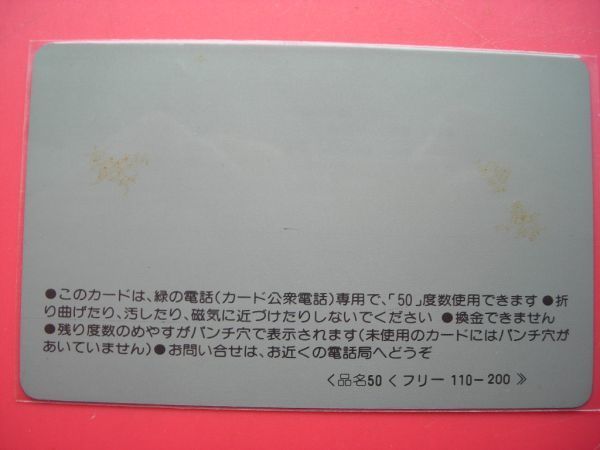 ●このカードは、緑の電話(カード公衆電話)専用で、「50」度数使用できます ●折
り曲げたり、汚したり、磁気に近づけたりしないでください ●換金できません
●残り度数のめやすがパンチ穴で表示されます(未使用のカードにはパンチ穴が
あいていません) ●お問い合せは、お近くの電話局へどうぞ
〈品名50〈フリー 110-200》